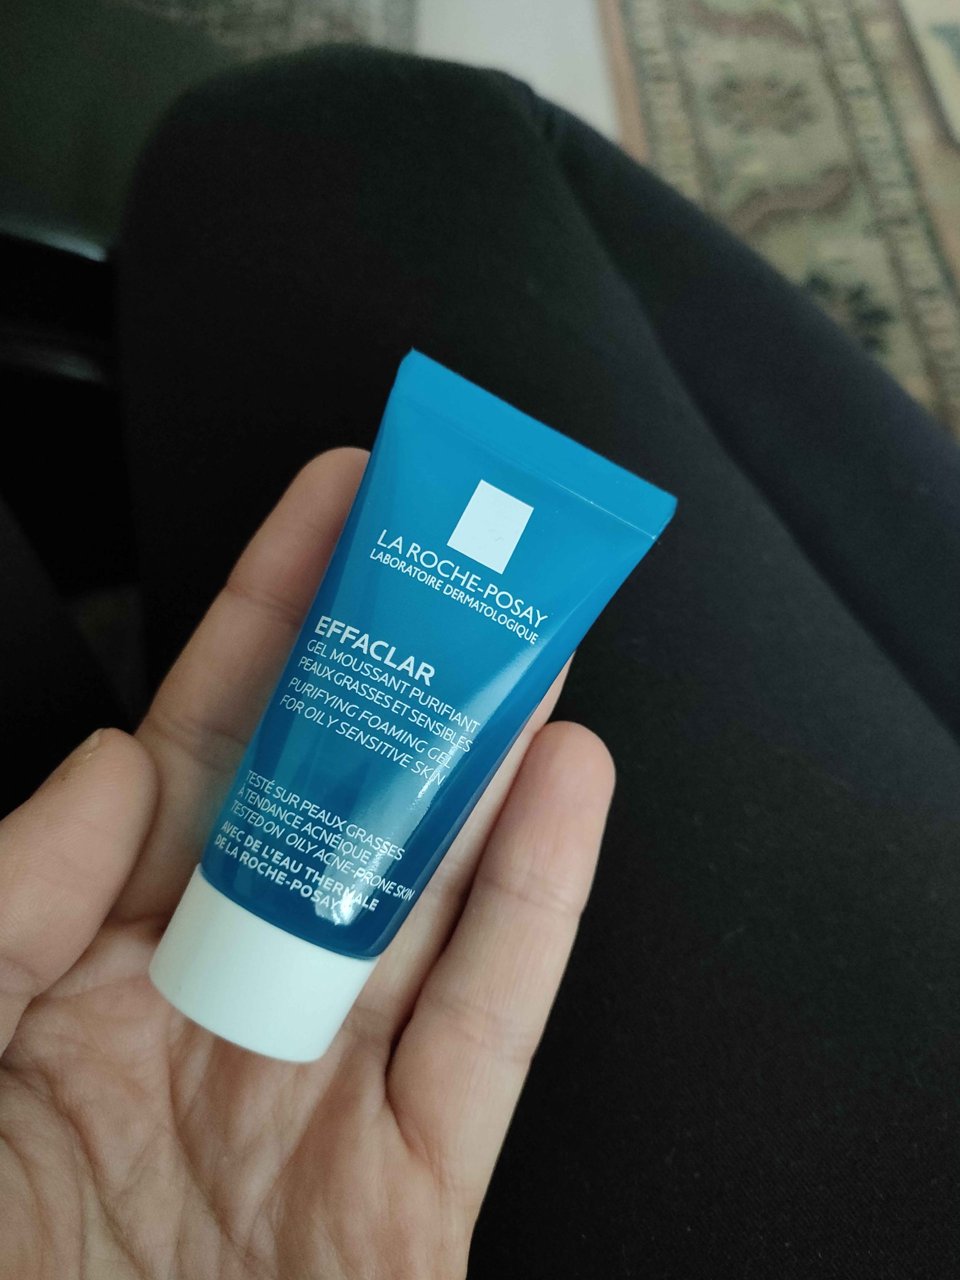 LA ROCHE-POSAY
LABORATOIRE DERMATOLOGIQUE
EFFACLAR
GEL MOUSSANT PURIFIANT
PEAUX GRASSES ET SENSIBLES
PURIFYING FOAMING GEL
FOR OILY SENSITIVE SKIN
TESTÉ SUR PEAUX GRASSES
À TENDANCE ACNÉIQUE
TESTED ON OILY ACNE-PRONE SKIN
AVEC DE L'EAU THERMALE
DE LA ROCHE-POSAY